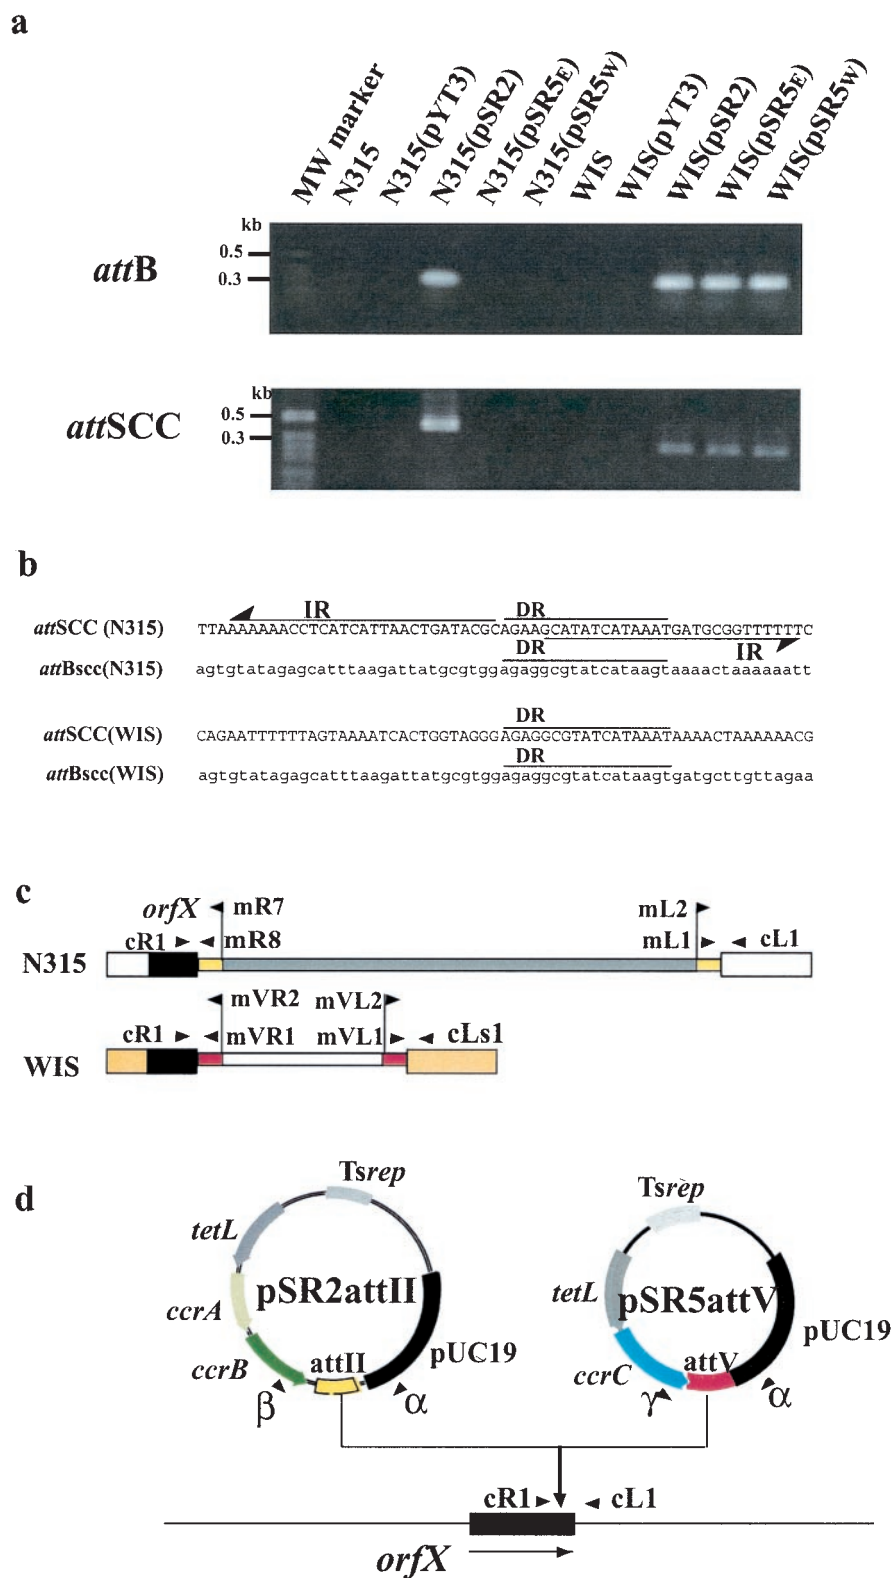 a
MW marker
N315
N315(pYT3)
N315(pSR2)
N315(pSR5E)
N315(pSR5W)
WIS
WIS(pYT3)
WIS(pSR2)
WIS(pSR5E)
WIS(pSR5W)
kb
0.5
0.3
attB
kb
0.5
0.3
attSCC
b
IR DR
attSCC (N315) TTAAAAAAACCTCATCATTAACTGATACGCAGAAGCATATCATAAATGATGCGGTTTTTTC
DR IR
attBscc(N315) agtgtatagagcatttaagattatgcgtggagaggcgtatcataagtaaaactaaaaaatt
DR
attSCC(WIS) CAGAATTTTTTAGTAAAATCACTGGTAGGGAGAGGCGTATCATAAATAAAACTAAAAAACG
DR
attBscc(WIS) agtgtatagagcatttaagattatgcgtggagaggcgtatcataagtgatgcttgttagaa
c
orfX mR7 mL2
cR1 mR8 mL1 cL1
N315
mVR2 mVL2
cR1 mVR1 mVL1 cLs1
WIS
d
Tsrep
tetL
ccrA
ccrB
pSR2attII
attII
pUC19
β
α
Tsrep
tetL
pSR5attV
pUC19
ccrC
attV
γ
α
cR1 cL1
orfX